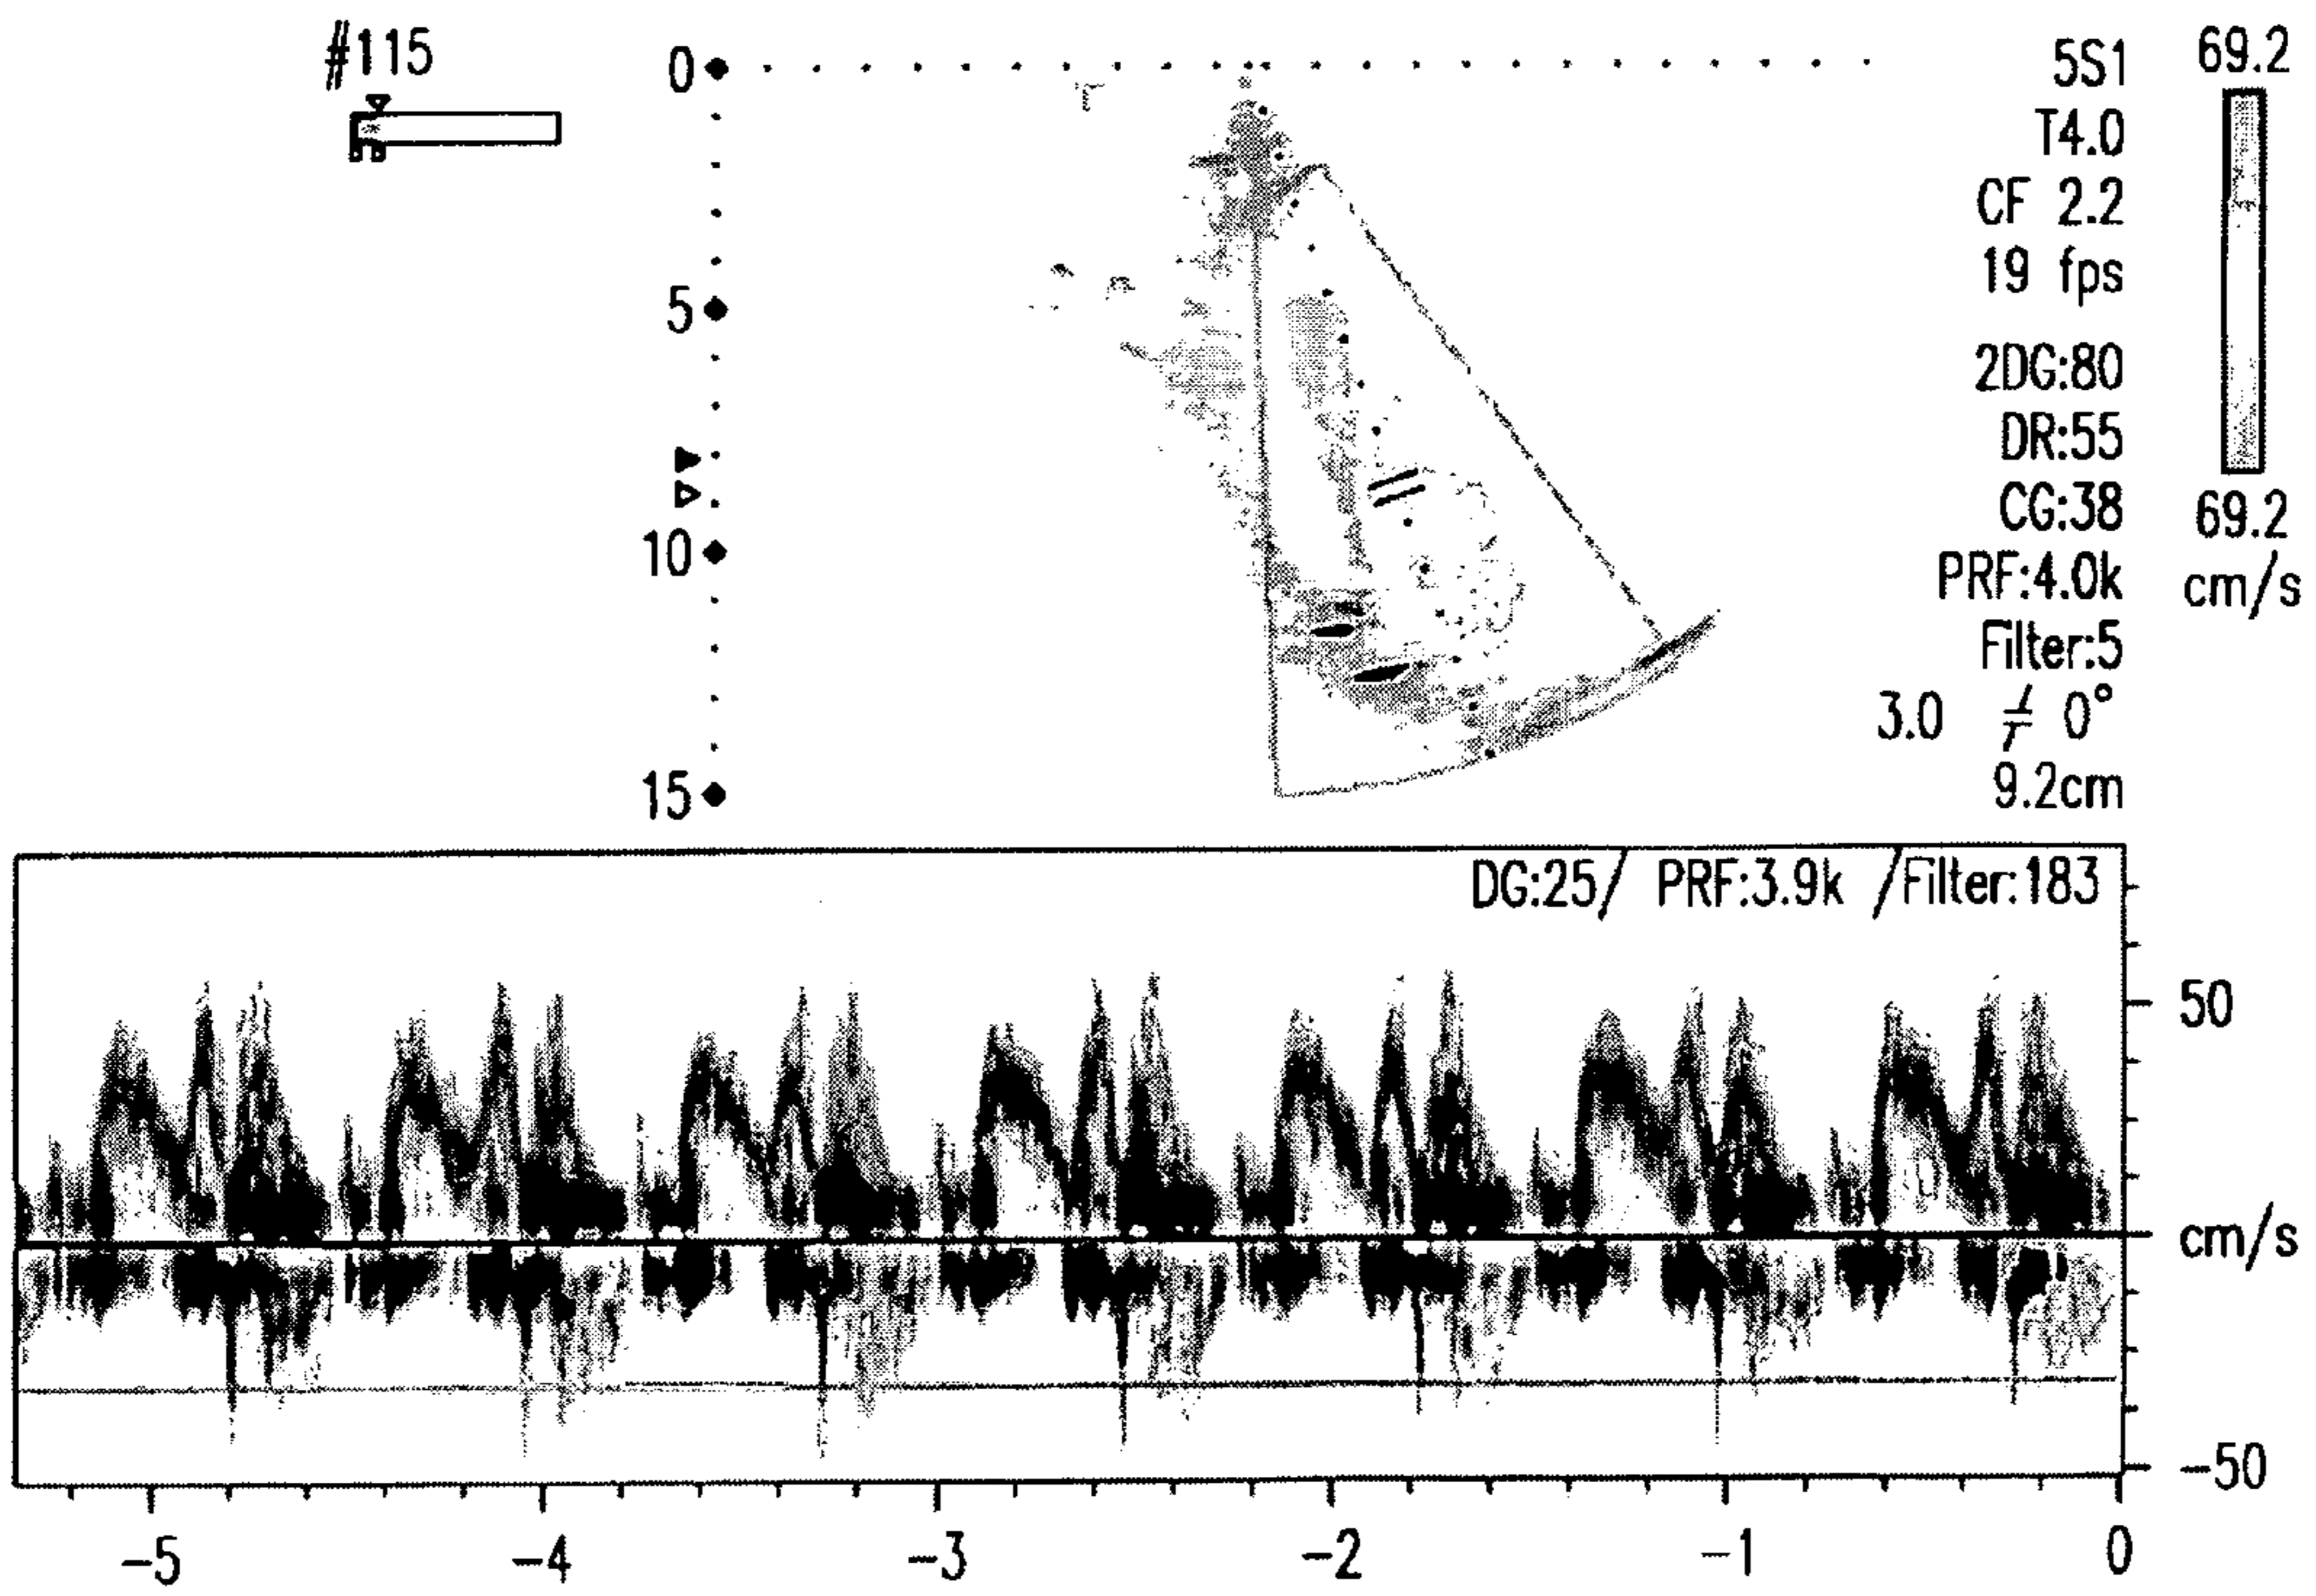 #115
0
5
10
15
5S1
T4.0
CF 2.2
19 fps
2DG:80
DR:55
CG:38
PRF:4.0k
Filter:5
3.0 0°
9.2cm
69.2
69.2
cm/s
DG:25/ PRF:3.9k /Filter:183
50
cm/s
-50
-5 -4 -3 -2 -1 0